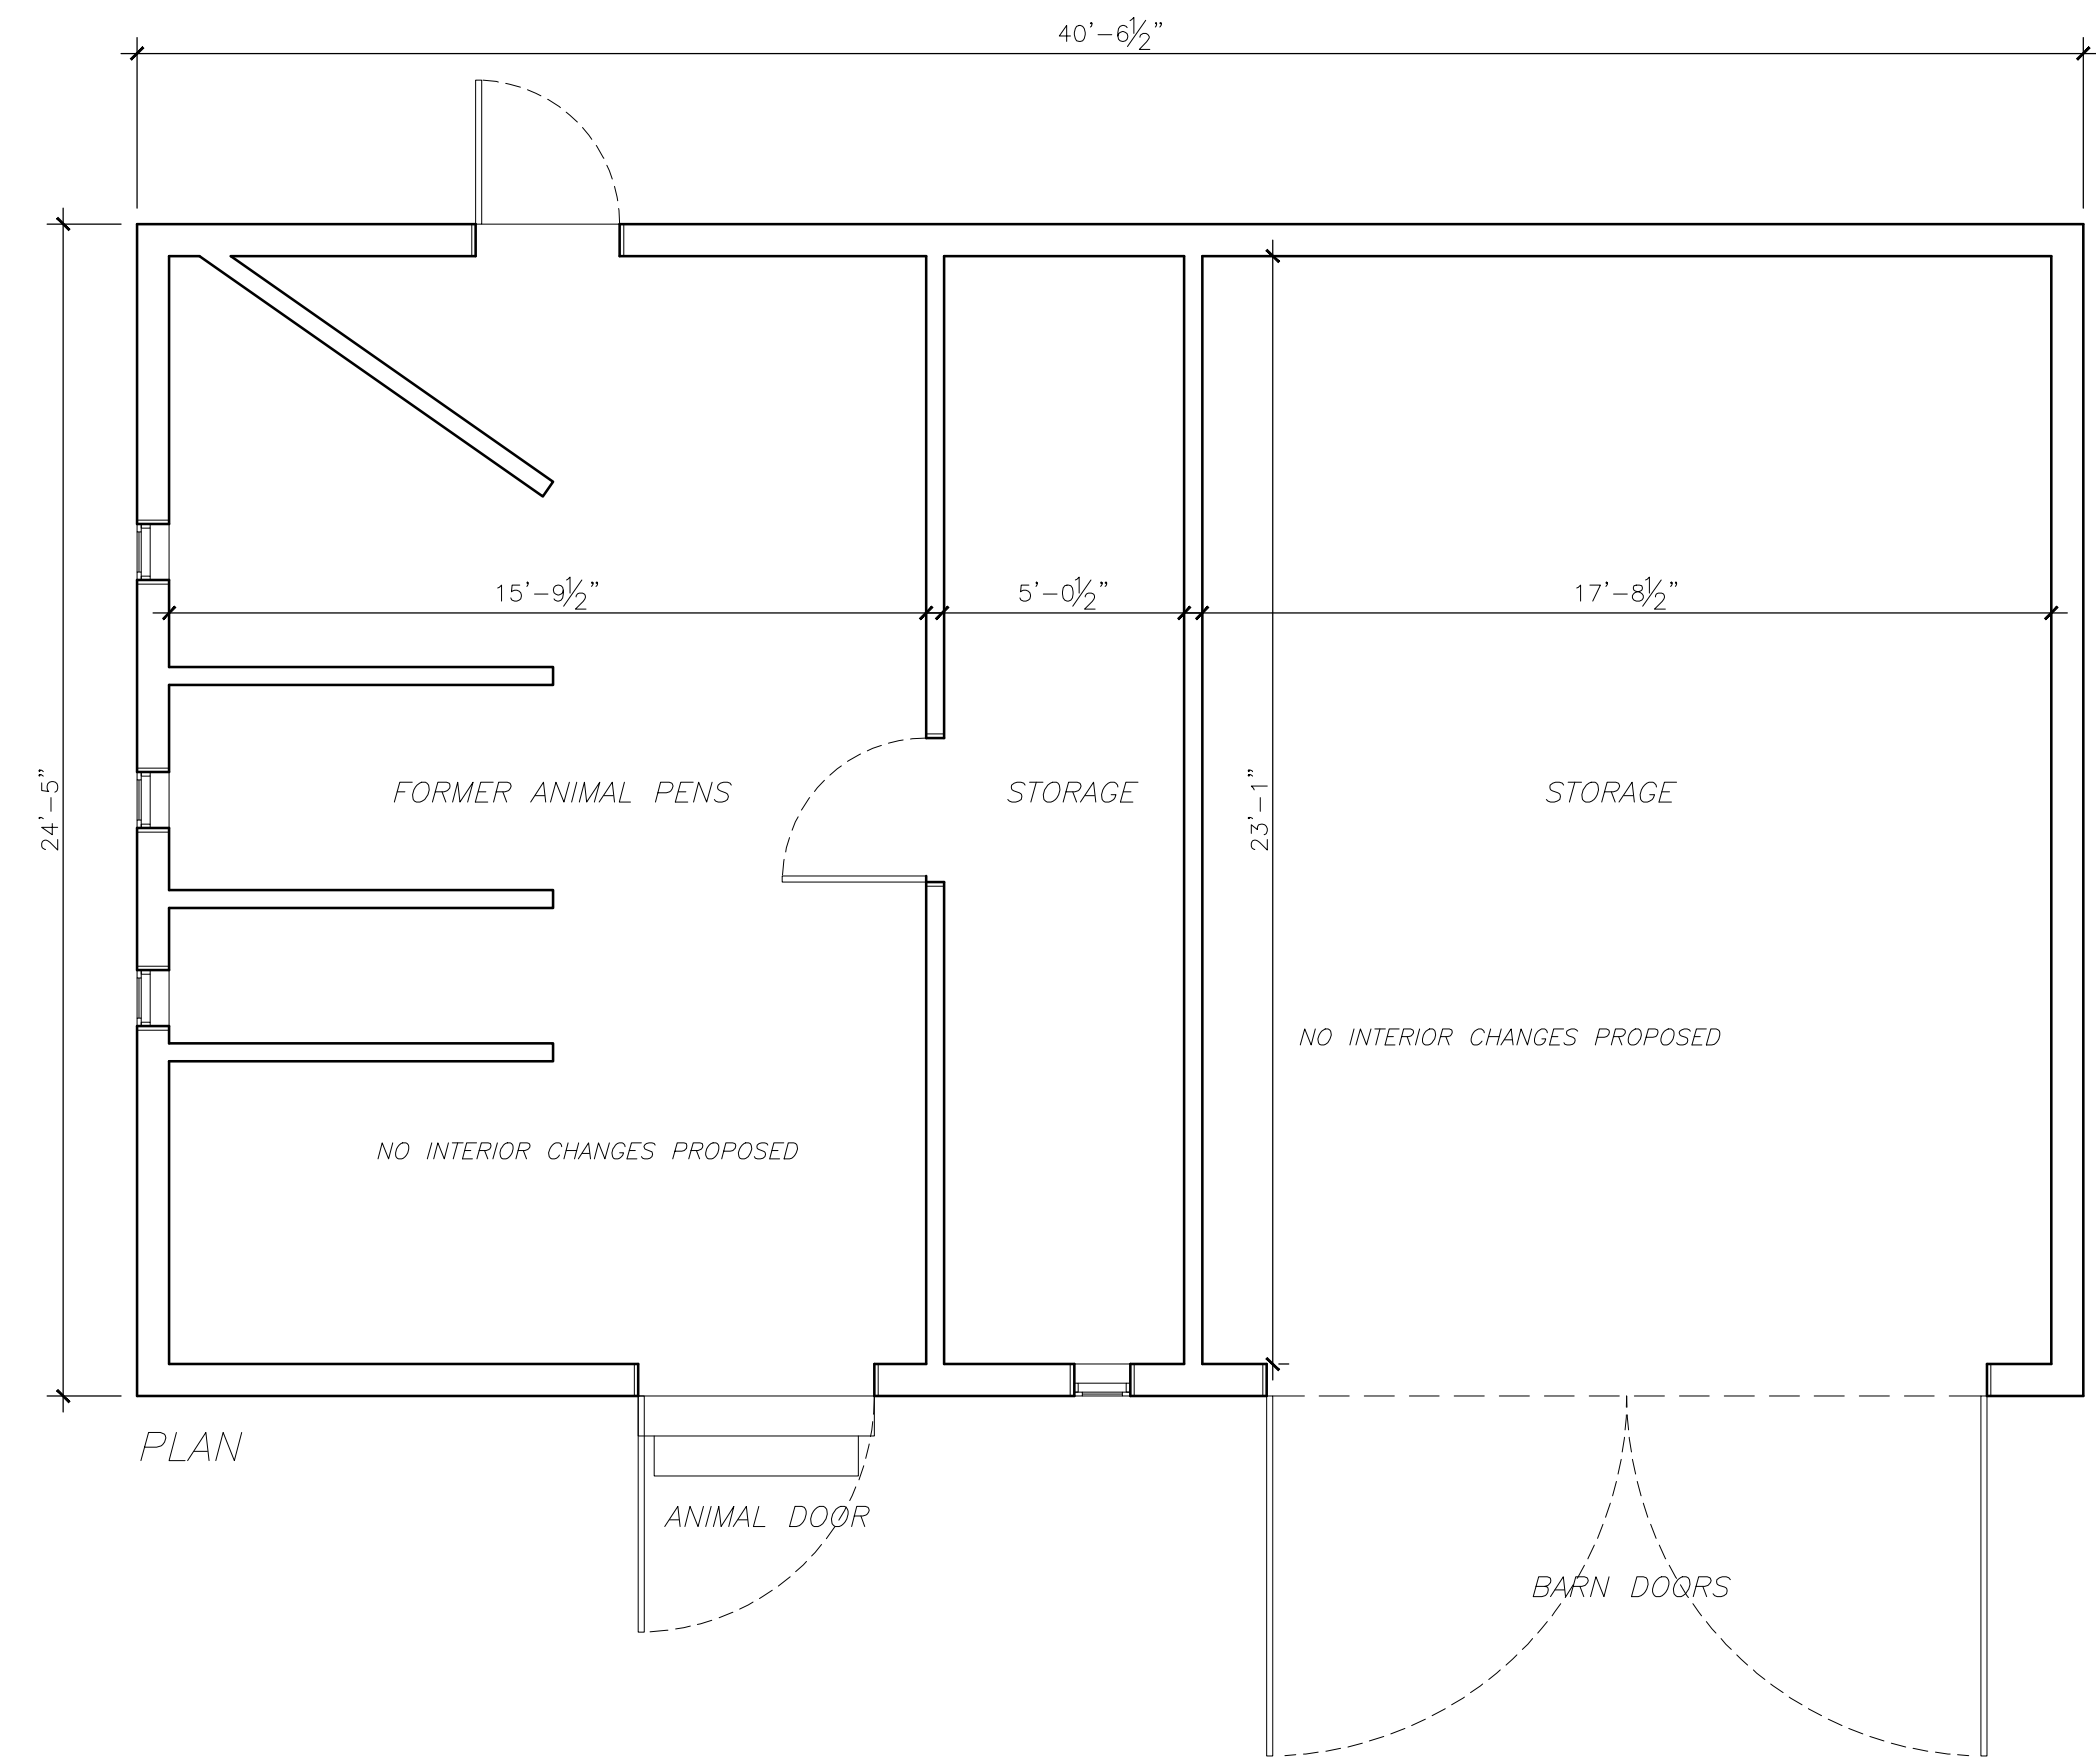 40'-6½"
15'-9½"
5'-0½"
17'-8½"
24'-5"
23'-1"
FORMER ANIMAL PENS
STORAGE
STORAGE
NO INTERIOR CHANGES PROPOSED
NO INTERIOR CHANGES PROPOSED
PLAN
ANIMAL DOOR
BARN DOORS